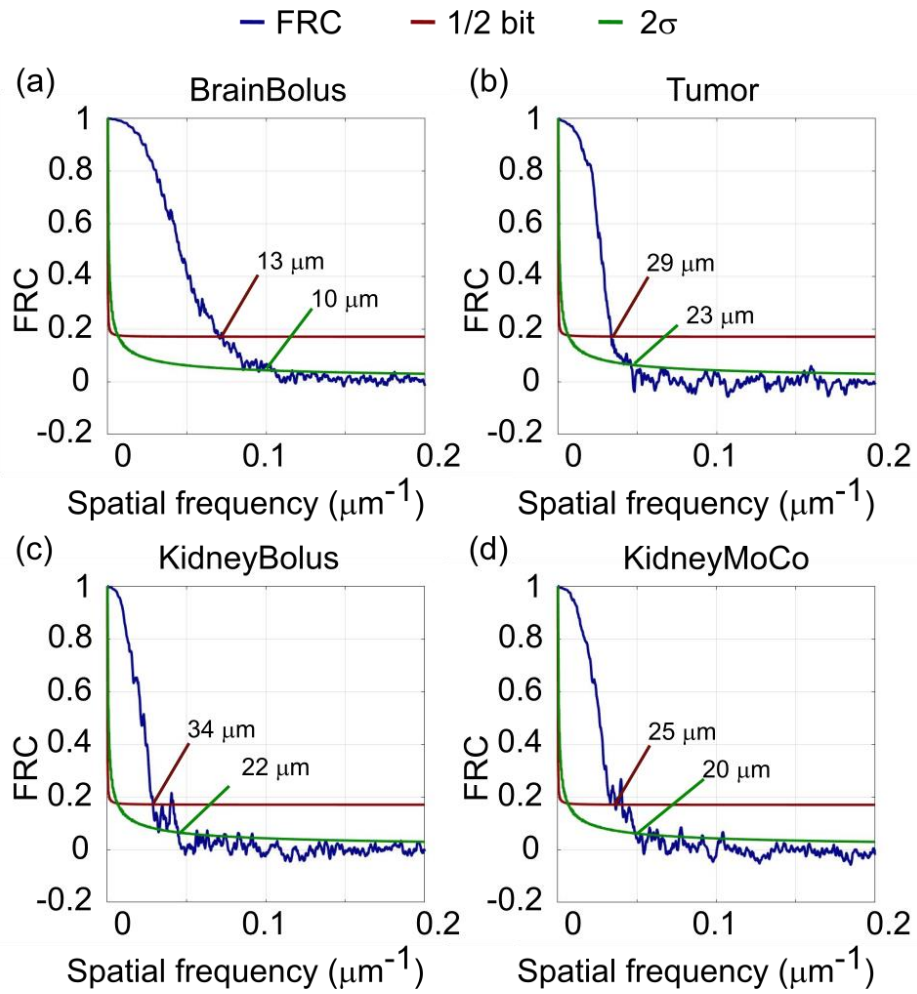 FRC 1/2 bit 2σ
(a) BrainBolus
(b) Tumor
1
0.8
0.6
0.4
0.2
0
-0.2
FRC
13 μm
10 μm
0 0.1 0.2
Spatial frequency (μm-1)
1
0.8
0.6
0.4
0.2
0
-0.2
FRC
29 μm
23 μm
0 0.1 0.2
Spatial frequency (μm-1)
(c) KidneyBolus
(d) KidneyMoCo
1
0.8
0.6
0.4
0.2
0
-0.2
FRC
34 μm
22 μm
0 0.1 0.2
Spatial frequency (μm-1)
1
0.8
0.6
0.4
0.2
0
-0.2
FRC
25 μm
20 μm
0 0.1 0.2
Spatial frequency (μm-1)